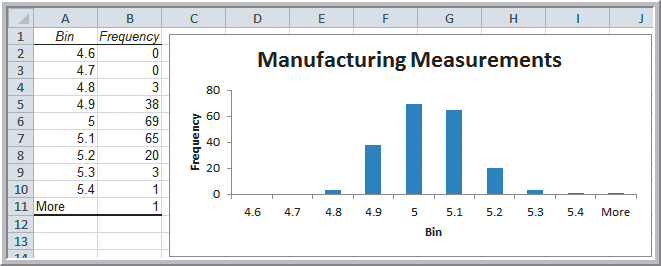 A B C D E F G H I J
1 Bin Frequency
2 4.6 0
3 4.7 0
4 4.8 3
5 4.9 38
6 5 69
7 5.1 65
8 5.2 20
9 5.3 3
10 5.4 1
11 More 1
12
13
14
Manufacturing Measurements
Frequency
80
60
40
20
0
4.6 4.7 4.8 4.9 5 5.1 5.2 5.3 5.4 More
Bin